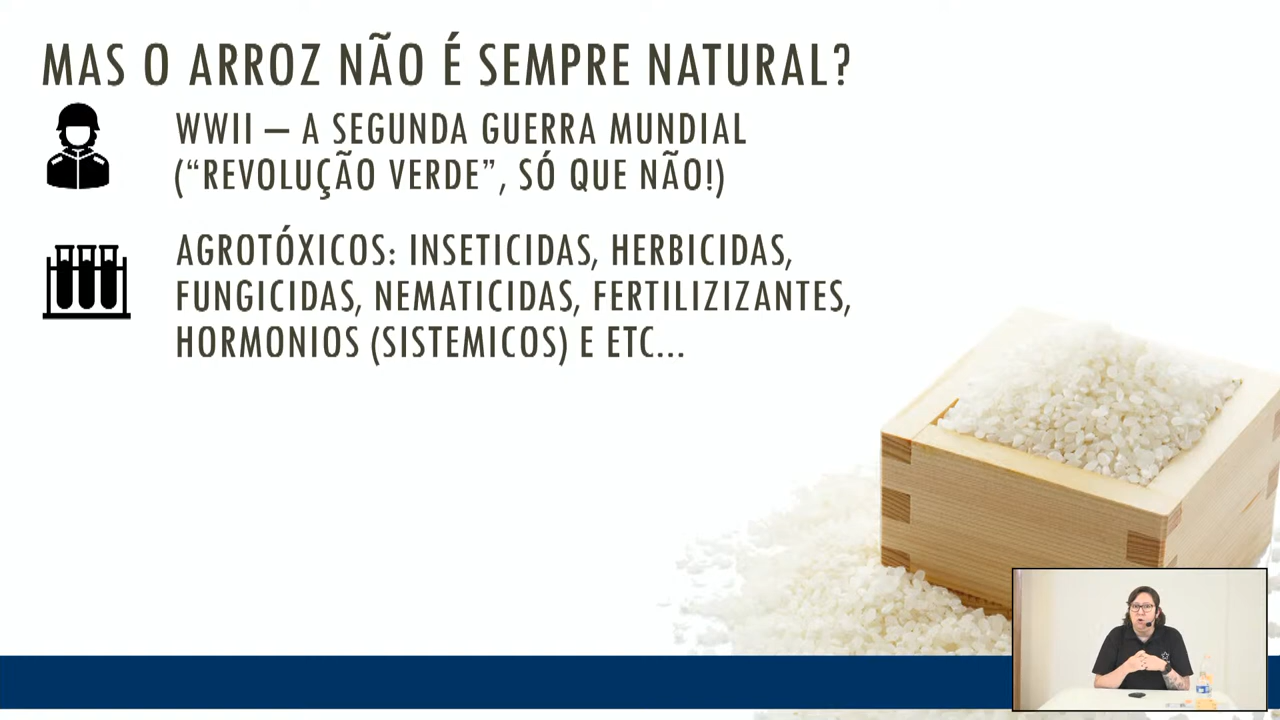 MAS O ARROZ NÃO É SEMPRE NATURAL?
WWII – A SEGUNDA GUERRA MUNDIAL
(“REVOLUÇÃO VERDE”, SÓ QUE NÃO!)
AGROTÓXICOS: INSETICIDAS, HERBICIDAS,
FUNGICIDAS, NEMATICIDAS, FERTILIZIZANTES,
HORMONIOS (SISTEMICOS) E ETC...